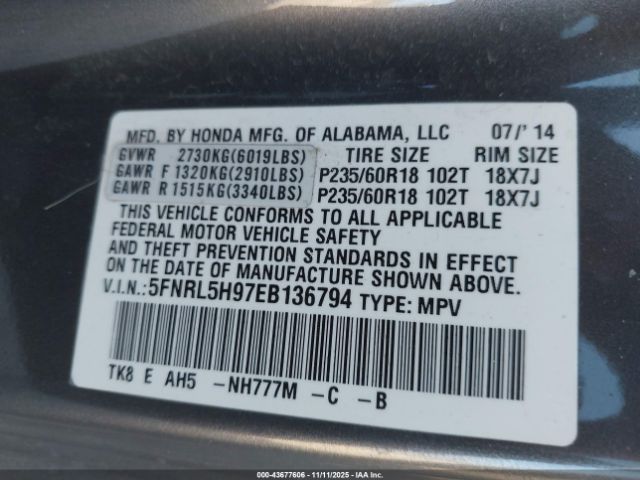 MFD. BY HONDA MFG. OF ALABAMA, LLC 07/' 14
GVWR 2730KG(6019LBS) TIRE SIZE RIM SIZE
GAWR F 1320KG(2910LBS) P235/60R18 102T 18X7J
GAWR R 1515KG(3340LBS) P235/60R18 102T 18X7J
THIS VEHICLE CONFORMS TO ALL APPLICABLE
FEDERAL MOTOR VEHICLE SAFETY
AND THEFT PREVENTION STANDARDS IN EFFECT
ON THE DATE OF MANUFACTURE SHOWN ABOVE.
V.I.N.:5FNRL5H97EB136794 TYPE: MPV
TK8 E AH5 -NH777M -C -B
000-43677606 - 11/11/2025 - IAAI.COM